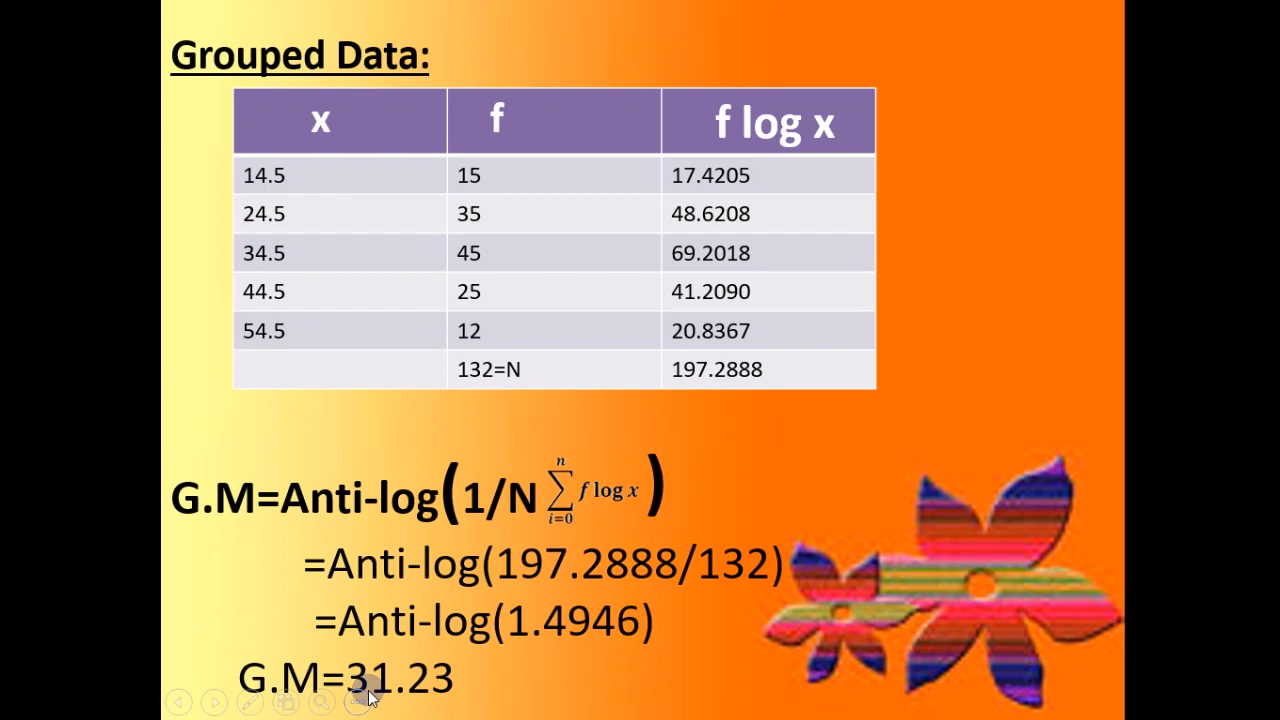 Grouped Data:
x f f log x
14.5 15 17.4205
24.5 35 48.6208
34.5 45 69.2018
44.5 25 41.2090
54.5 12 20.8367
132=N 197.2888
n
G.M=Anti-log(1/N ∑ f log x)
i=0
=Anti-log(197.2888/132)
=Anti-log(1.4946)
G.M=31.23